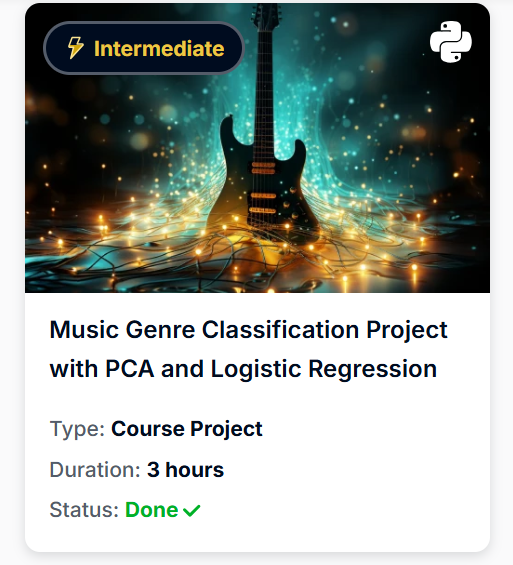 Intermediate
Music Genre Classification Project
with PCA and Logistic Regression
Type: Course Project
Duration: 3 hours
Status: Done